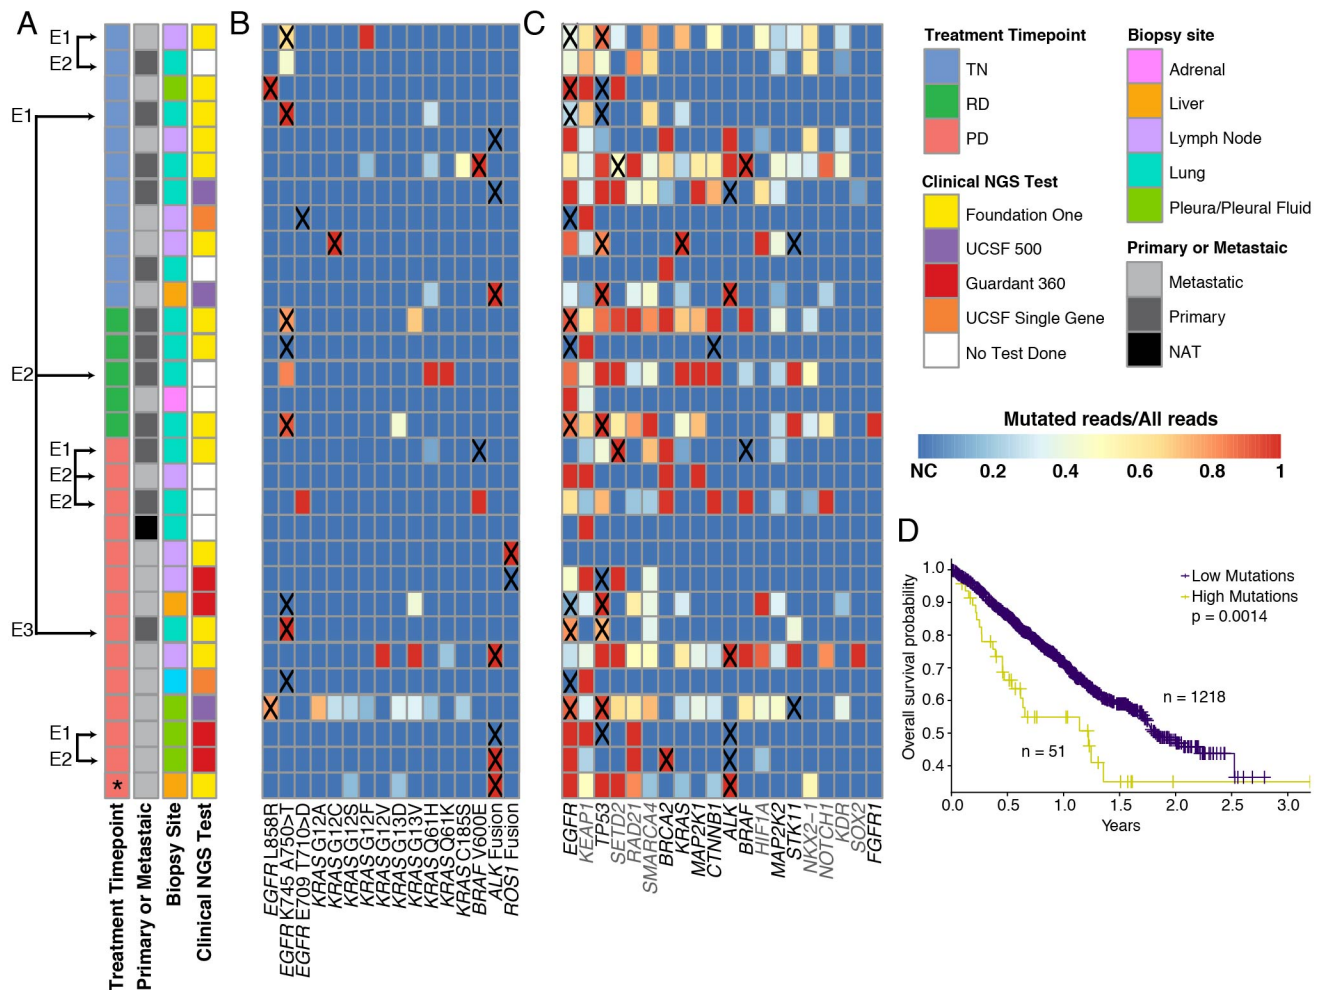 A
B
C
E1
E2
E1
E2
E1
E2
E2
E3
E1
E2
*
Treatment Timepoint
Primary or Metastatic
Biopsy Site
Clinical NGS Test
EGFR L858R
EGFR K745_A750>T
EGFR E709_T710>D
KRAS G12A
KRAS G12C
KRAS G12S
KRAS G12F
KRAS G12V
KRAS G13D
KRAS G13V
KRAS Q61H
KRAS Q61K
KRAS C185S
BRAF V600E
ALK Fusion
ROS1 Fusion
EGFR
KEAP1
TP53
SETD2
RAD21
SMARCA4
BRCA2
KRAS
MAP2K1
CTNNB1
ALK
BRAF
HIF1A
MAP2K2
STK11
NKX2-1
NOTCH1
KDR
SOX2
FGFR1
Treatment Timepoint
TN
RD
PD
Clinical NGS Test
Foundation One
UCSF 500
Guardant 360
UCSF Single Gene
No Test Done
Biopsy site
Adrenal
Liver
Lymph Node
Lung
Pleura/Pleural Fluid
Primary or Metastaic
Metastatic
Primary
NAT
Mutated reads/All reads
NC 0.2 0.4 0.6 0.8 1
D
Overall survival probability
1.0
0.9
0.8
0.7
0.6
0.5
0.4
Low Mutations
High Mutations
p = 0.0014
n = 1218
n = 51
0.0 0.5 1.0 1.5 2.0 2.5 3.0
Years